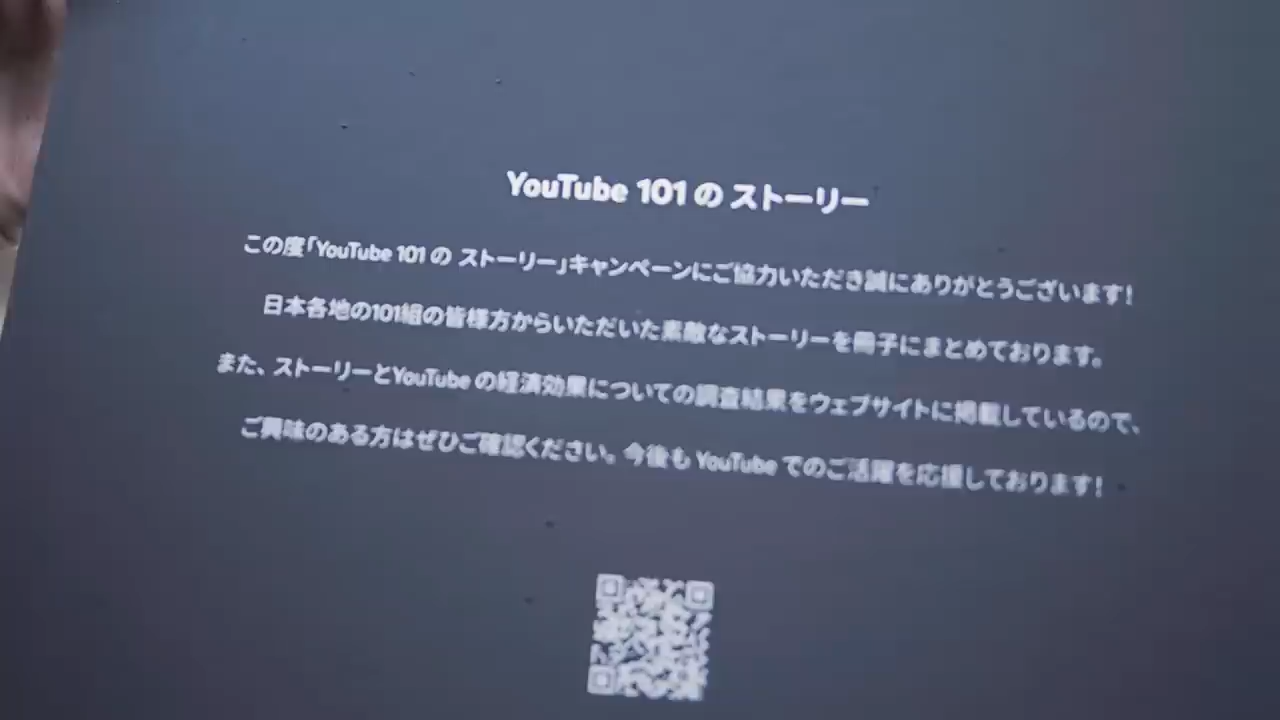 YouTube 101 の ストーリー
この度「YouTube 101 の ストーリー」キャンペーンにご協力いただき誠にありがとうございます！
日本各地の101組の皆様方からいただいた素敵なストーリーを冊子にまとめております。
また、ストーリーとYouTube の経済効果についての調査結果をウェブサイトに掲載しているので、
ご興味のある方はぜひご確認ください。今後も YouTube でのご活躍を応援しております！